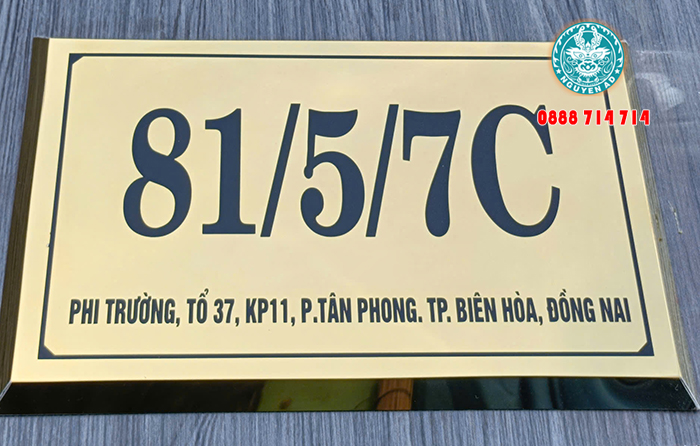 NGUYEN AD
0888 714 714
81/5/7C
PHI TRƯỜNG, TỔ 37, KP11, P.TÂN PHONG. TP. BIÊN HÒA, ĐỒNG NAI